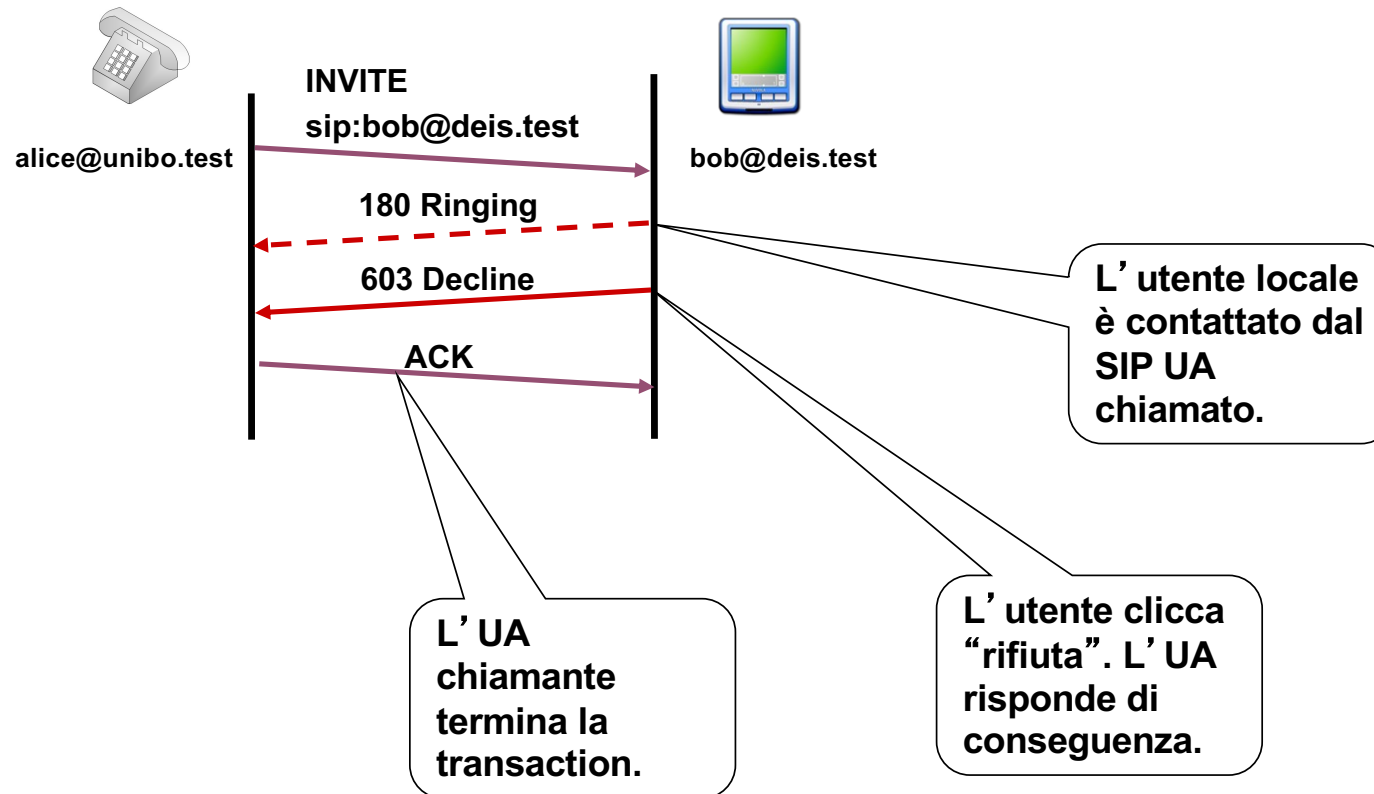 INVITE
sip:bob@deis.test
alice@unibo.test
bob@deis.test
180 Ringing
603 Decline
ACK
L’utente locale
è contattato dal
SIP UA
chiamato.
L’utente clicca
“rifiuta”. L’UA
risponde di
conseguenza.
L’UA
chiamante
termina la
transaction.